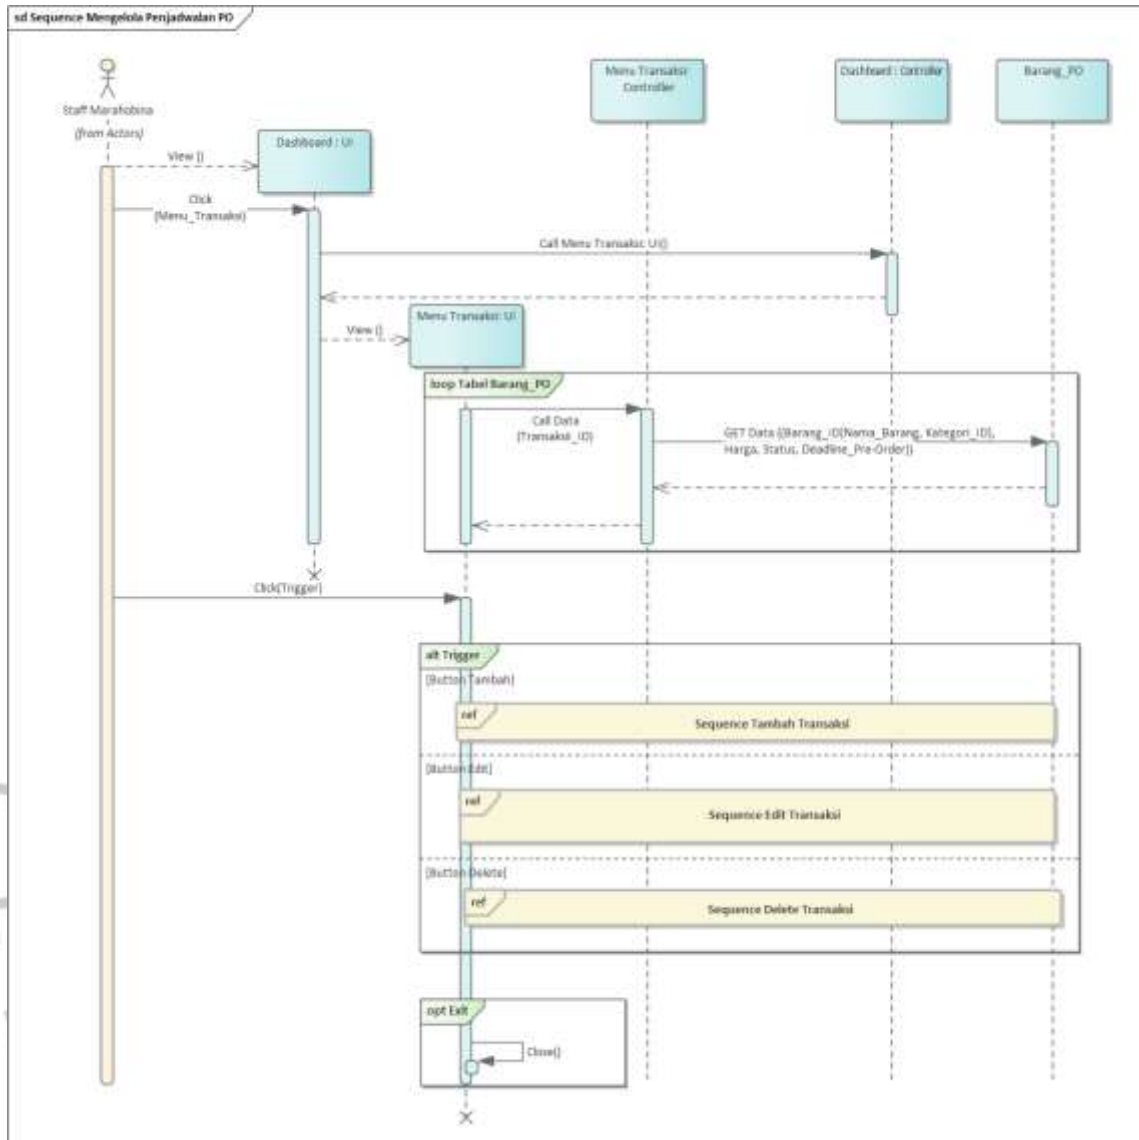 sd Sequence Mengelola Penjadwalan PO
Staff Marahobina
(from Actors)
Menu Transaksi
Controller
Dashboard : Controller
Barang_PO
Dashboard : UI
View ()
Click
(Menu_Transaksi)
Call Menu Transaksi: UI()
Menu Transaksi: UI
View ()
loop Tabel Barang_PO
Call Data
(Transaksi_ID)
GET Data ((Barang_ID(Nama_Barang, Kategori_ID),
Harga, Status, Deadline_Pre-Order))
Click(Trigger)
alt Trigger
[Button Tambah]
ref
Sequence Tambah Transaksi
[Button Edit]
ref
Sequence Edit Transaksi
[Button Delete]
ref
Sequence Delete Transaksi
opt Exit
Close()